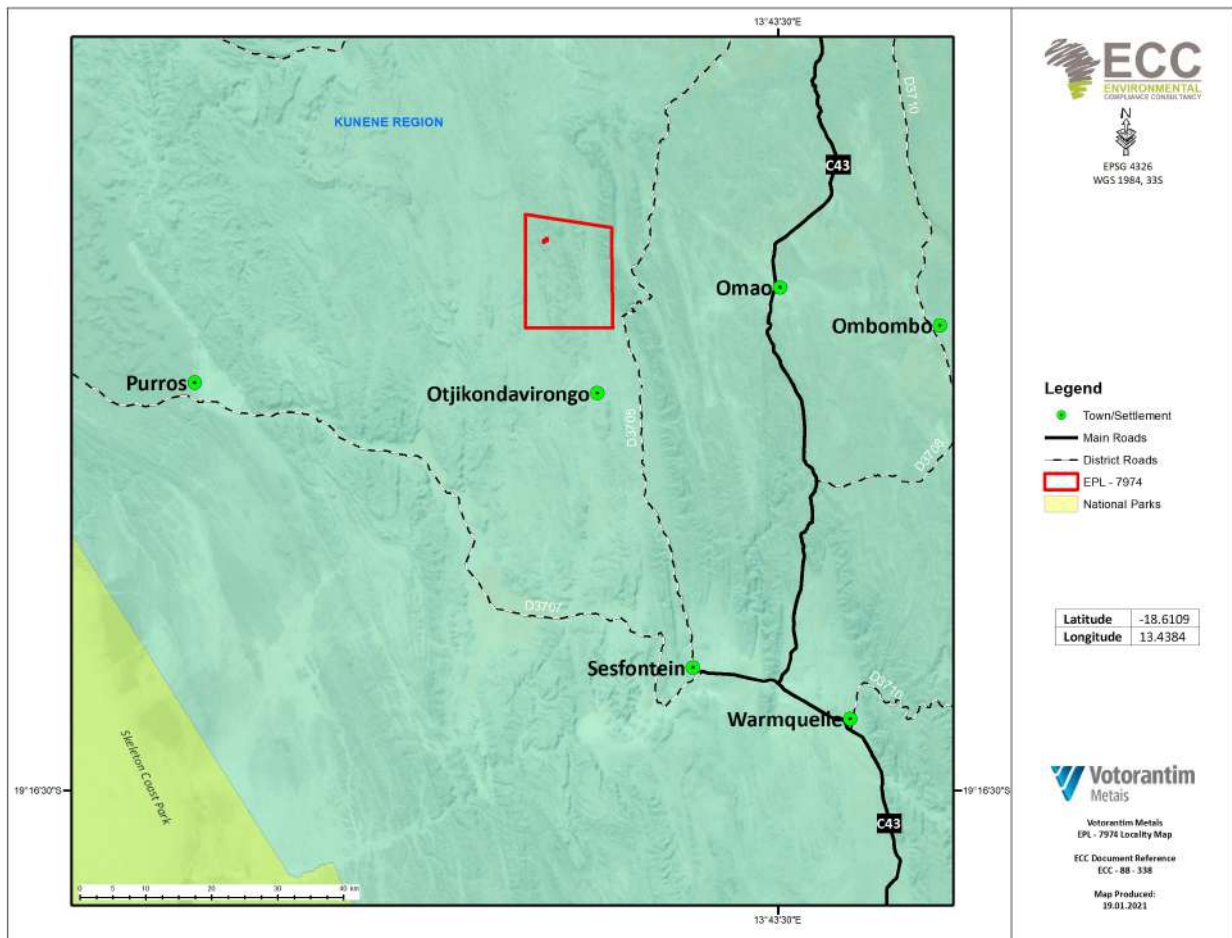 13°43'30"E
KUNENE REGION
D3710
C43
Omao
Ombombo
Purros
Otjikondavirongo
D3705
D3708
D3707
Sesfontein
D3710
Warmquelle
19°16'30"S
19°16'30"S
Skeleton Coast Park
C43
0 5 10 20 30 40 km
13°43'30"E
ECC
ENVIRONMENTAL
COMPLIANCE CONSULTANCY
N
EPSG 4326
WGS 1984, 33S
Legend
Town/Settlement
Main Roads
District Roads
EPL - 7974
National Parks
Latitude -18.6109
Longitude 13.4384
Votorantim
Metais
Votorantim Metals
EPL - 7974 Locality Map
ECC Document Reference
ECC - 88 - 338
Map Produced:
19.01.2021